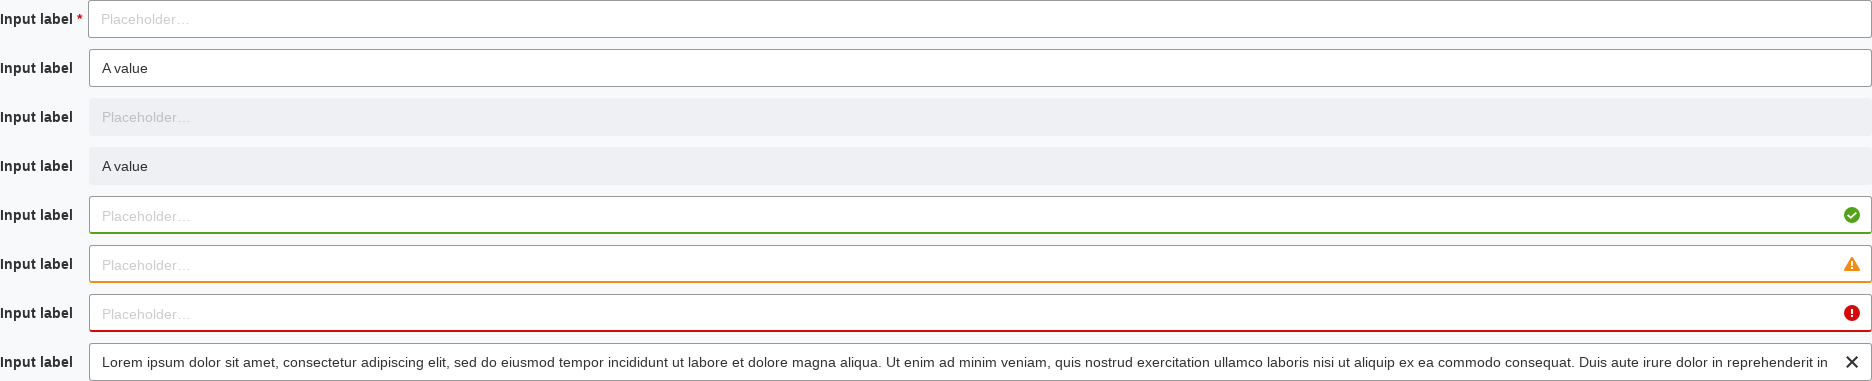 Input label * Placeholder…
Input label A value
Input label Placeholder…
Input label A value
Input label Placeholder…
Input label Placeholder…
Input label Placeholder…
Input label Lorem ipsum dolor sit amet, consectetur adipiscing elit, sed do eiusmod tempor incididunt ut labore et dolore magna aliqua. Ut enim ad minim veniam, quis nostrud exercitation ullamco laboris nisi ut aliquip ex ea commodo consequat. Duis aute irure dolor in reprehenderit in